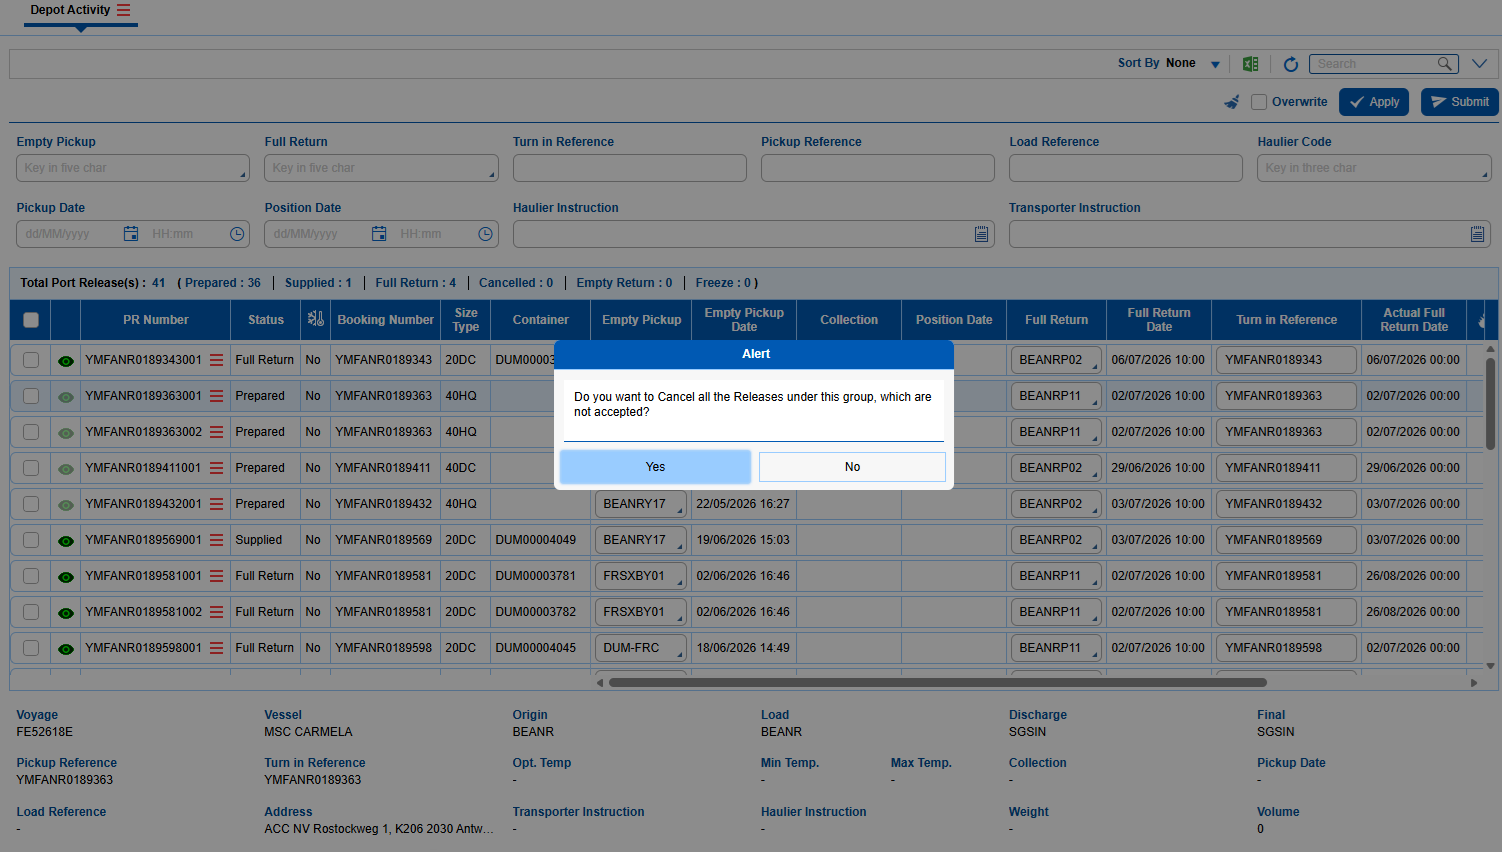 Depot Activity
Sort By None Search
Overwrite Apply Submit
Empty Pickup Full Return Turn in Reference Pickup Reference Load Reference Haulier Code
Key in five char Key in five char Key in three char
Pickup Date Position Date Haulier Instruction Transporter Instruction
dd/MM/yyyy HH:mm dd/MM/yyyy HH:mm
Total Port Release(s) : 41 ( Prepared : 36 | Supplied : 1 | Full Return : 4 | Cancelled : 0 | Empty Return : 0 | Freeze : 0 )
PR Number Status Booking Number Size Type Container Empty Pickup Empty Pickup Date Collection Position Date Full Return Full Return Date Turn in Reference Actual Full Return Date
YMFANR0189343001 Full Return No YMFANR0189343 20DC DUM00003 BEANRP02 06/07/2026 10:00 YMFANR0189343 06/07/2026 00:00
YMFANR0189363001 Prepared No YMFANR0189363 40HQ BEANRP11 02/07/2026 10:00 YMFANR0189363 02/07/2026 00:00
YMFANR0189363002 Prepared No YMFANR0189363 40HQ BEANRP11 02/07/2026 10:00 YMFANR0189363 02/07/2026 00:00
YMFANR0189411001 Prepared No YMFANR0189411 40DC BEANRP02 29/06/2026 10:00 YMFANR0189411 29/06/2026 00:00
YMFANR0189432001 Prepared No YMFANR0189432 40HQ BEANRY17 22/05/2026 16:27 BEANRP02 03/07/2026 10:00 YMFANR0189432 03/07/2026 00:00
YMFANR0189569001 Supplied No YMFANR0189569 20DC DUM00004049 BEANRY17 19/06/2026 15:03 BEANRP02 03/07/2026 10:00 YMFANR0189569 03/07/2026 00:00
YMFANR0189581001 Full Return No YMFANR0189581 20DC DUM00003781 FRSXBY01 02/06/2026 16:46 BEANRP11 02/07/2026 10:00 YMFANR0189581 26/08/2026 00:00
YMFANR0189581002 Full Return No YMFANR0189581 20DC DUM00003782 FRSXBY01 02/06/2026 16:46 BEANRP11 02/07/2026 10:00 YMFANR0189581 26/08/2026 00:00
YMFANR0189598001 Full Return No YMFANR0189598 20DC DUM00004045 DUM-FRC 18/06/2026 14:49 BEANRP11 02/07/2026 10:00 YMFANR0189598 02/07/2026 00:00
Alert
Do you want to Cancel all the Releases under this group, which are
not accepted?
Yes No
Voyage Vessel Origin Load Discharge Final
FE52618E MSC CARMELA BEANR BEANR SGSIN SGSIN
Pickup Reference Turn in Reference Opt. Temp Min Temp. Max Temp. Collection Pickup Date
YMFANR0189363 YMFANR0189363 - - - - -
Load Reference Address Transporter Instruction Haulier Instruction Weight Volume
- ACC NV Rostockweg 1, K206 2030 Antw... - - - 0